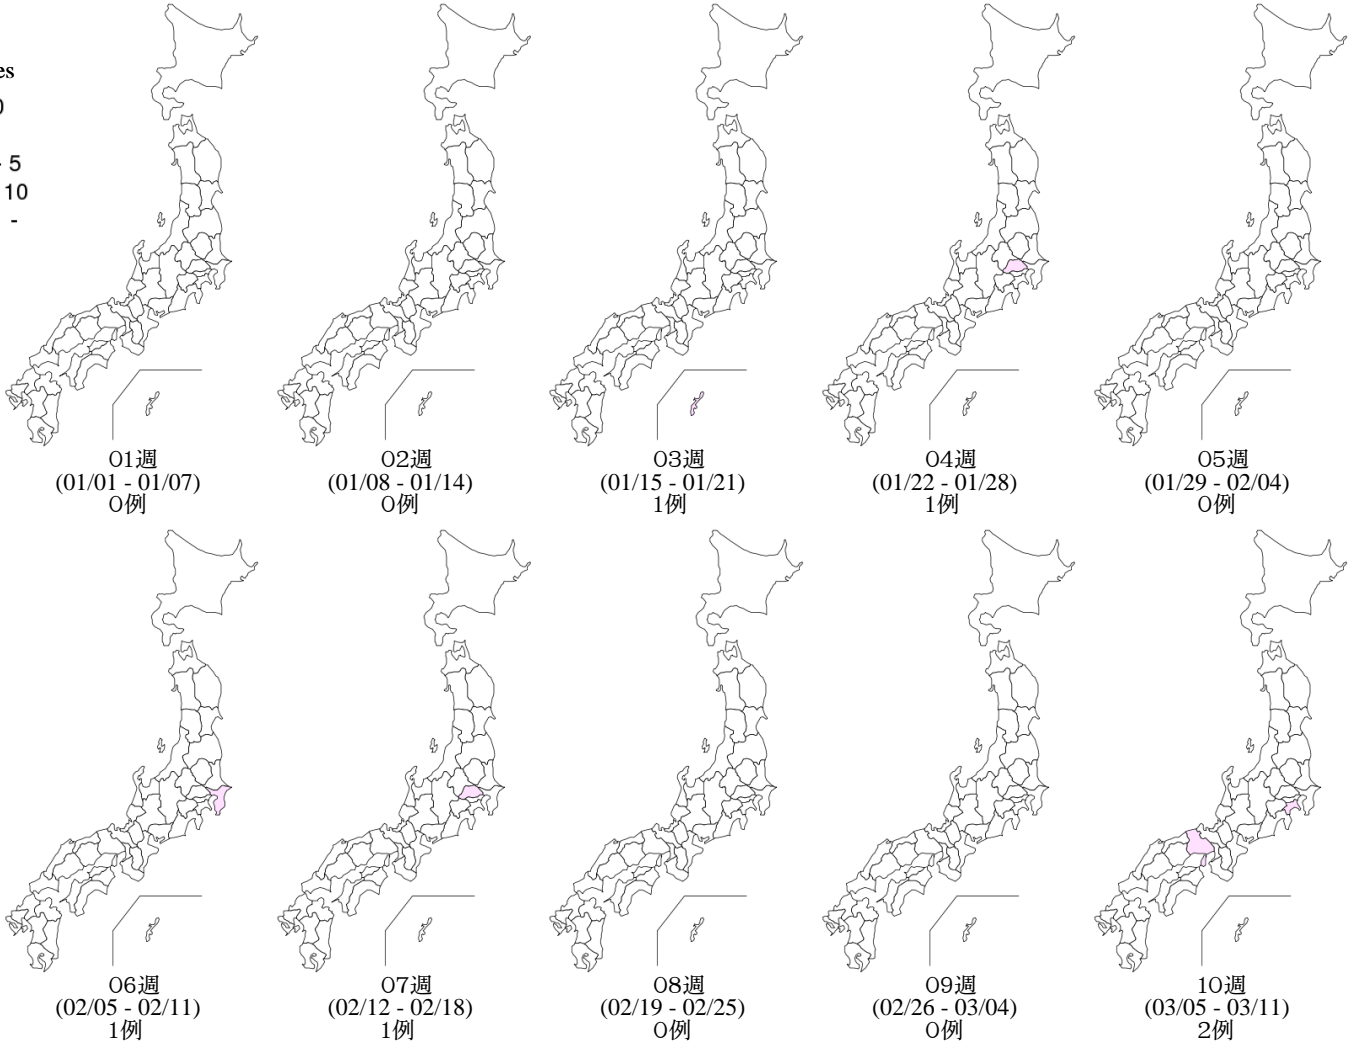 es
0
- 5
10
-
01週
(01/01 - 01/07)
0例
02週
(01/08 - 01/14)
0例
03週
(01/15 - 01/21)
1例
04週
(01/22 - 01/28)
1例
05週
(01/29 - 02/04)
0例
06週
(02/05 - 02/11)
1例
07週
(02/12 - 02/18)
1例
08週
(02/19 - 02/25)
0例
09週
(02/26 - 03/04)
0例
10週
(03/05 - 03/11)
2例